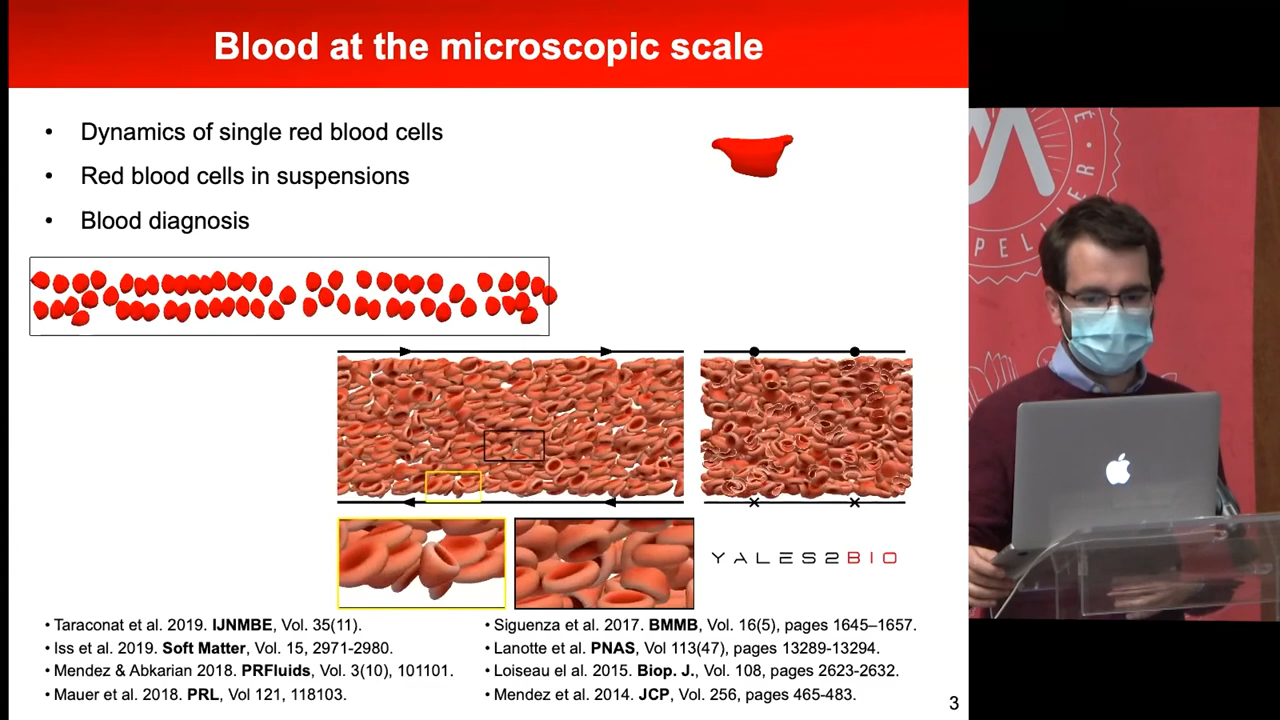 Blood at the microscopic scale
• Dynamics of single red blood cells
• Red blood cells in suspensions
• Blood diagnosis
YALES2BIO
• Taraconat et al. 2019. IJNMBE, Vol. 35(11).
• Iss et al. 2019. Soft Matter, Vol. 15, 2971-2980.
• Mendez & Abkarian 2018. PRFluids, Vol. 3(10), 101101.
• Mauer et al. 2018. PRL, Vol 121, 118103.
• Siguenza et al. 2017. BMMB, Vol. 16(5), pages 1645–1657.
• Lanotte et al. PNAS, Vol 113(47), pages 13289-13294.
• Loiseau el al. 2015. Biop. J., Vol. 108, pages 2623-2632.
• Mendez et al. 2014. JCP, Vol. 256, pages 465-483.
3
PELLIER